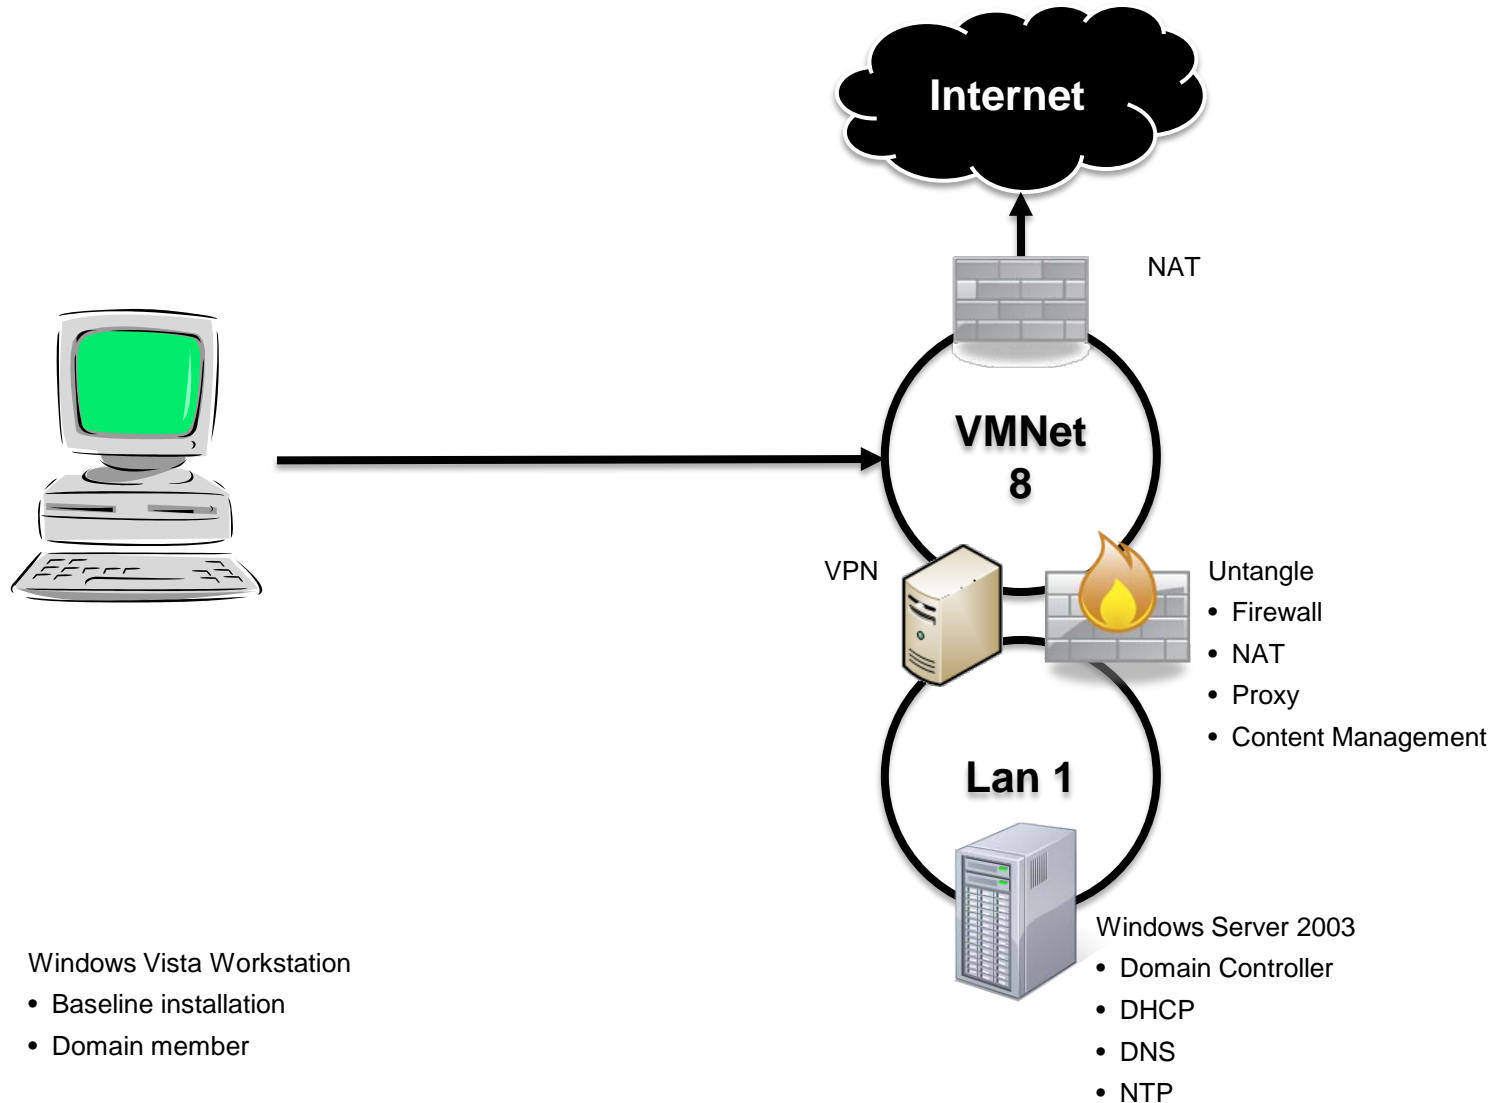 Internet
NAT
VMNet
8
VPN
Untangle
• Firewall
• NAT
• Proxy
• Content Management
Lan 1
Windows Server 2003
• Domain Controller
• DHCP
• DNS
• NTP
Windows Vista Workstation
• Baseline installation
• Domain member